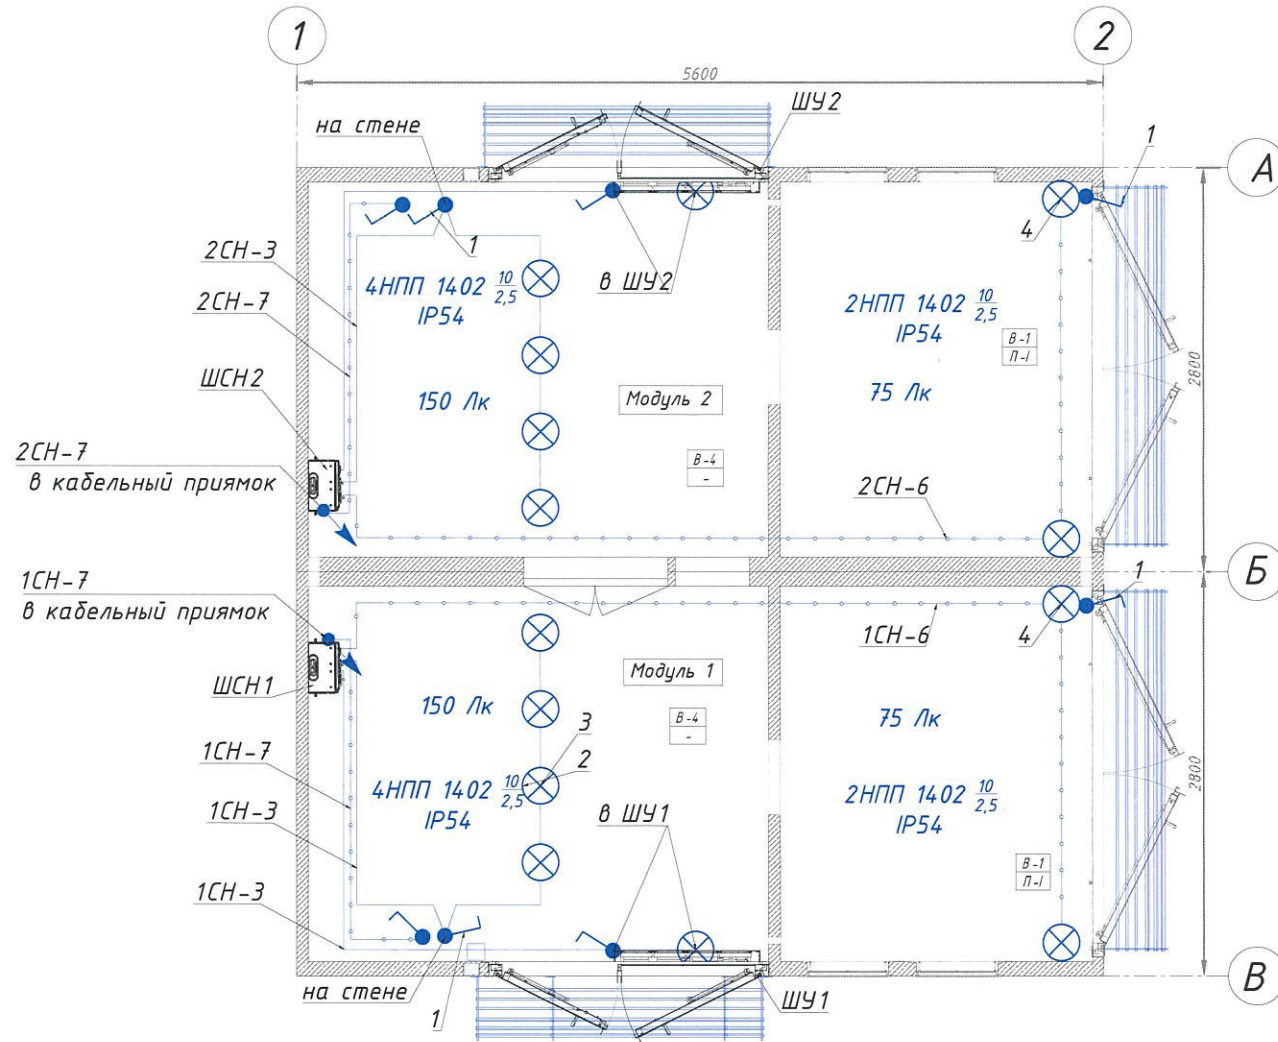 1
2
5600
ШУ2
на стене
1
А
4
1
2СН-3
4НПП 1402 10/2,5
IP54
в ШУ2
2НПП 1402 10/2,5
IP54
2СН-7
В-1
П-I
2800
ШСН2
150 Лк
Модуль 2
75 Лк
2СН-7
в кабельный приямок
В-4
-
2СН-6
Б
1СН-7
в кабельный приямок
1
1СН-6
4
ШСН1
Модуль 1
150 Лк
В-4
-
75 Лк
3
2
1СН-7
4НПП 1402 10/2,5
IP54
2НПП 1402 10/2,5
IP54
2800
1СН-3
в ШУ1
В-1
П-I
1СН-3
на стене
1
ШУ1
В